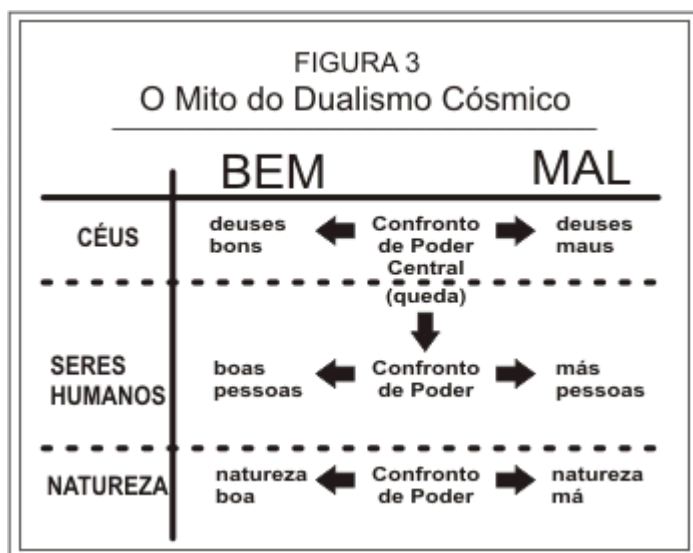 FIGURA 3
O Mito do Dualismo Cósmico
BEM MAL
CÉUS deuses bons Confronto de Poder Central (queda) deuses maus
SERES HUMANOS boas pessoas Confronto de Poder más pessoas
NATUREZA natureza boa Confronto de Poder natureza má